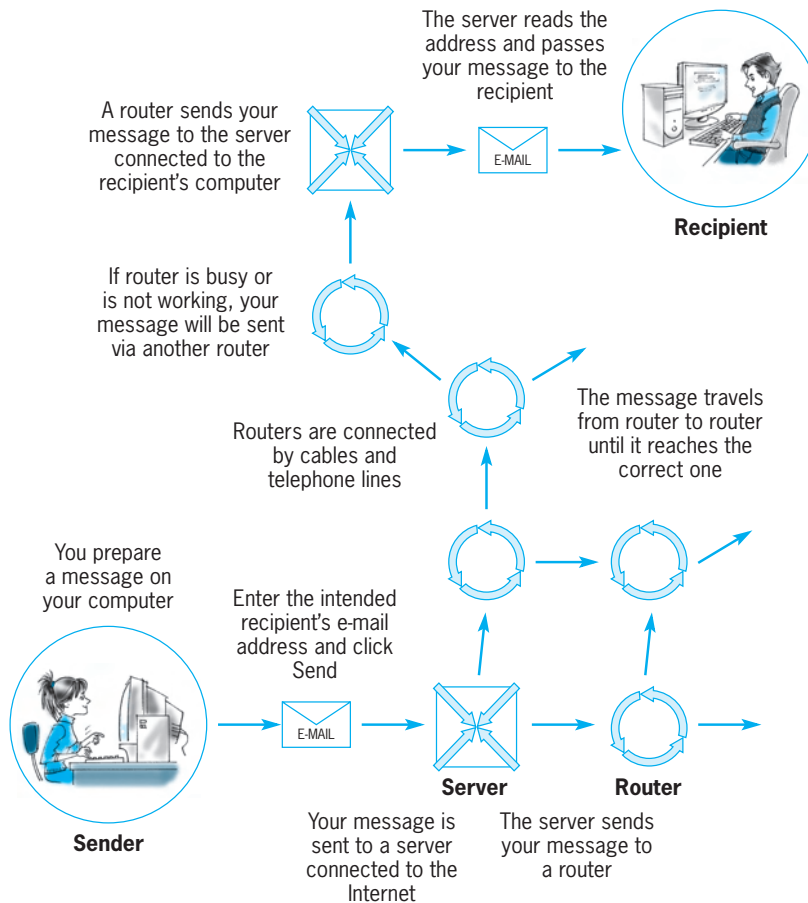 The server reads the
address and passes
your message to the
recipient
A router sends your
message to the server
connected to the
recipient's computer
E-MAIL
Recipient
If router is busy or
is not working, your
message will be sent
via another router
Routers are connected
by cables and
telephone lines
The message travels
from router to router
until it reaches the
correct one
You prepare
a message on
your computer
Enter the intended
recipient's e-mail
address and click
Send
E-MAIL
Sender
Server
Router
Your message is
sent to a server
connected to the
Internet
The server sends
your message to
a router